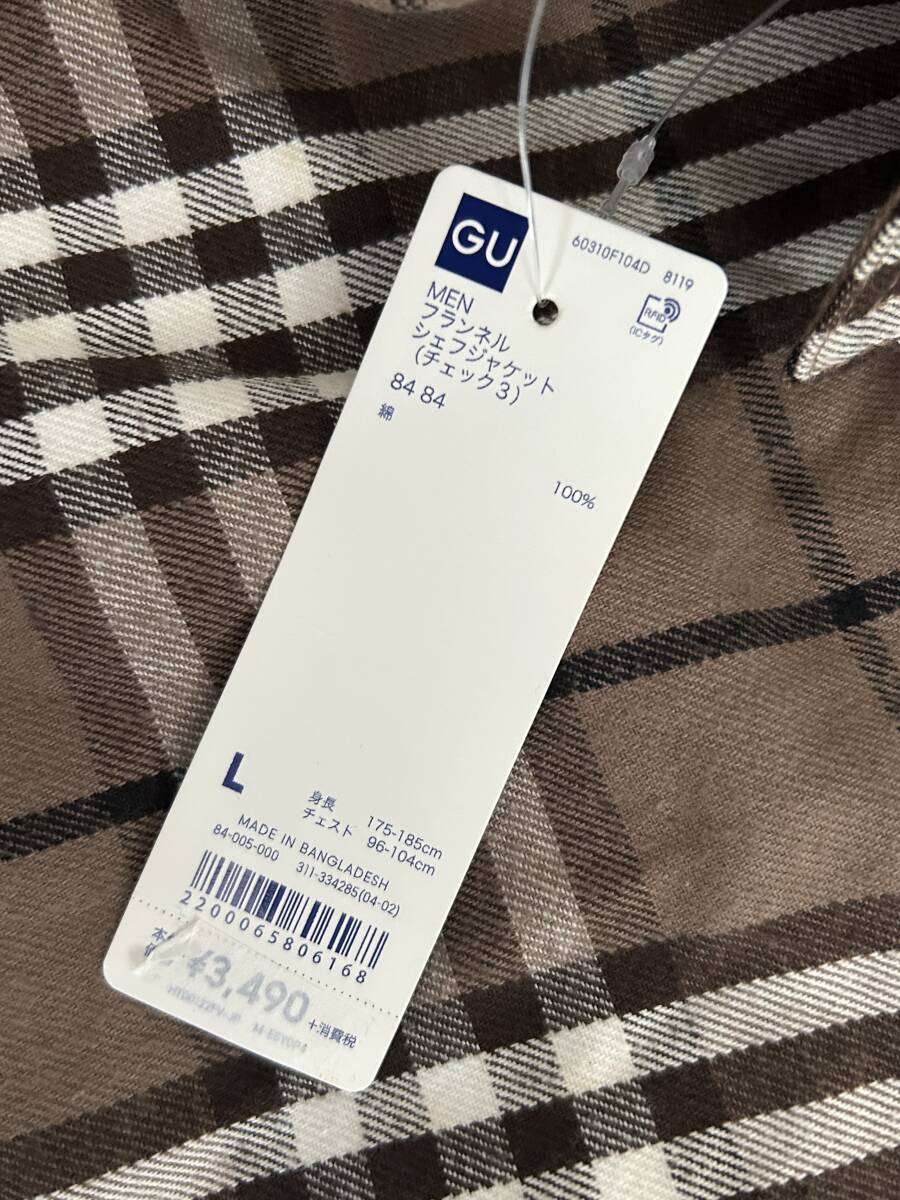 GU
60310F104D 8119
RFID
(ICタグ)
MEN
フランネル
シェフジャケット
(チェック3)
84 84
綿 100%
L
身長 175-185cm
チェスト 96-104cm
MADE IN BANGLADESH
84-005-000 311-334285(04-02)
2200065806168
本
¥3,490 +消費税